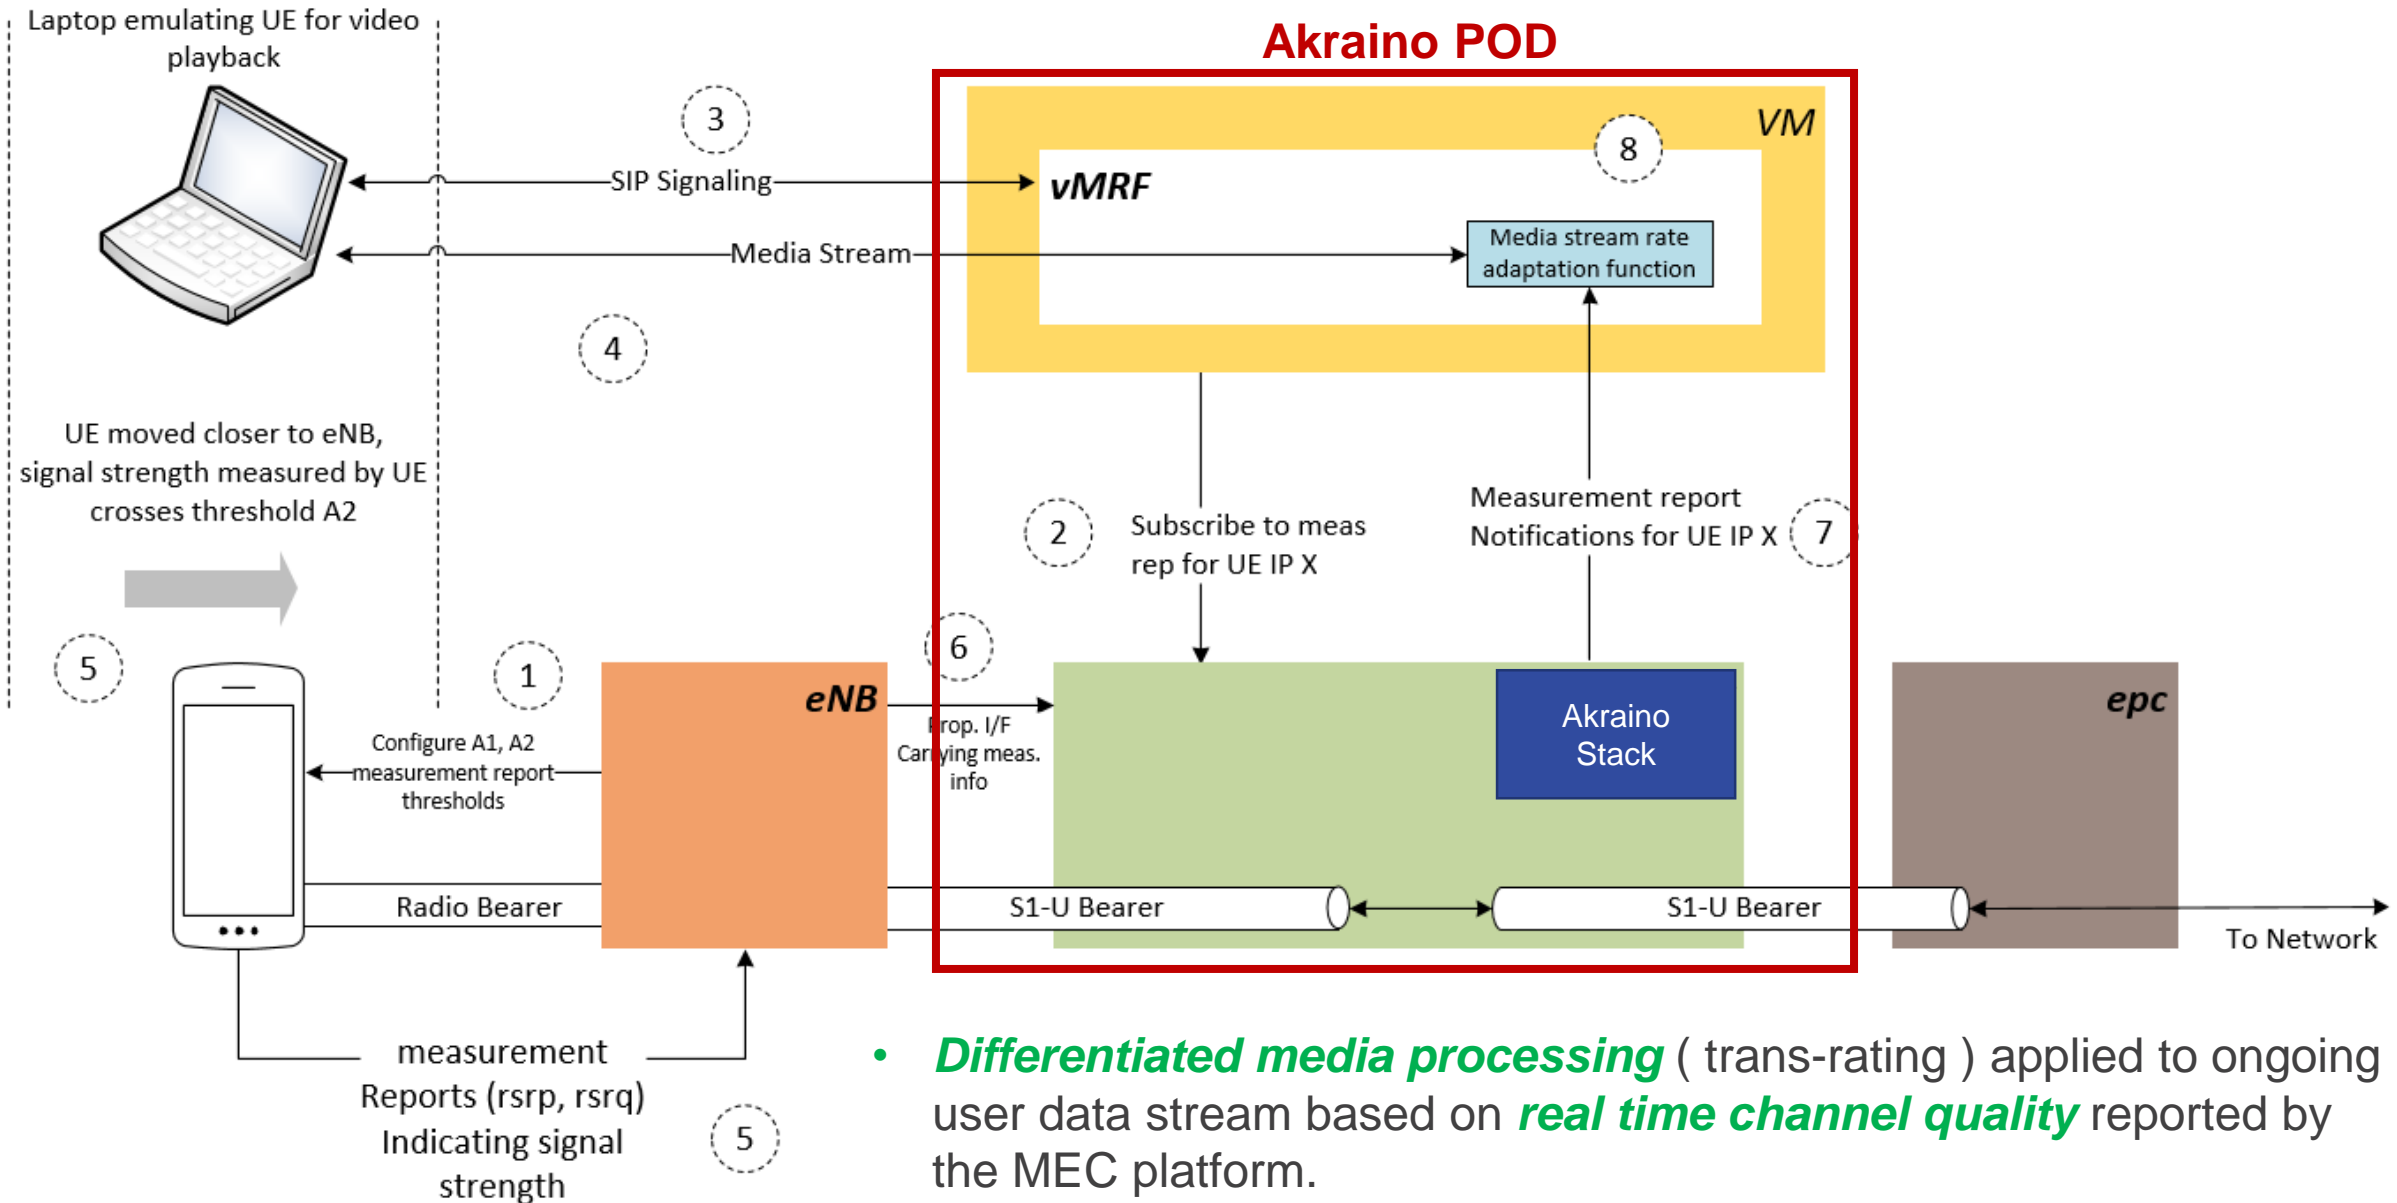 Laptop emulating UE for video
playback
Akraino POD
3
SIP Signaling
VM
8
vMRF
Media Stream
Media stream rate
adaptation function
4
UE moved closer to eNB,
signal strength measured by UE
crosses threshold A2
2
Subscribe to meas
rep for UE IP X
Measurement report
Notifications for UE IP X
7
5
1
6
eNB
Prop. I/F
Carrying meas.
info
Akraino
Stack
epc
Configure A1, A2
measurement report
thresholds
Radio Bearer
S1-U Bearer
S1-U Bearer
To Network
measurement
Reports (rsrp, rsrq)
Indicating signal
strength
5
• Differentiated media processing ( trans-rating ) applied to ongoing
user data stream based on real time channel quality reported by
the MEC platform.